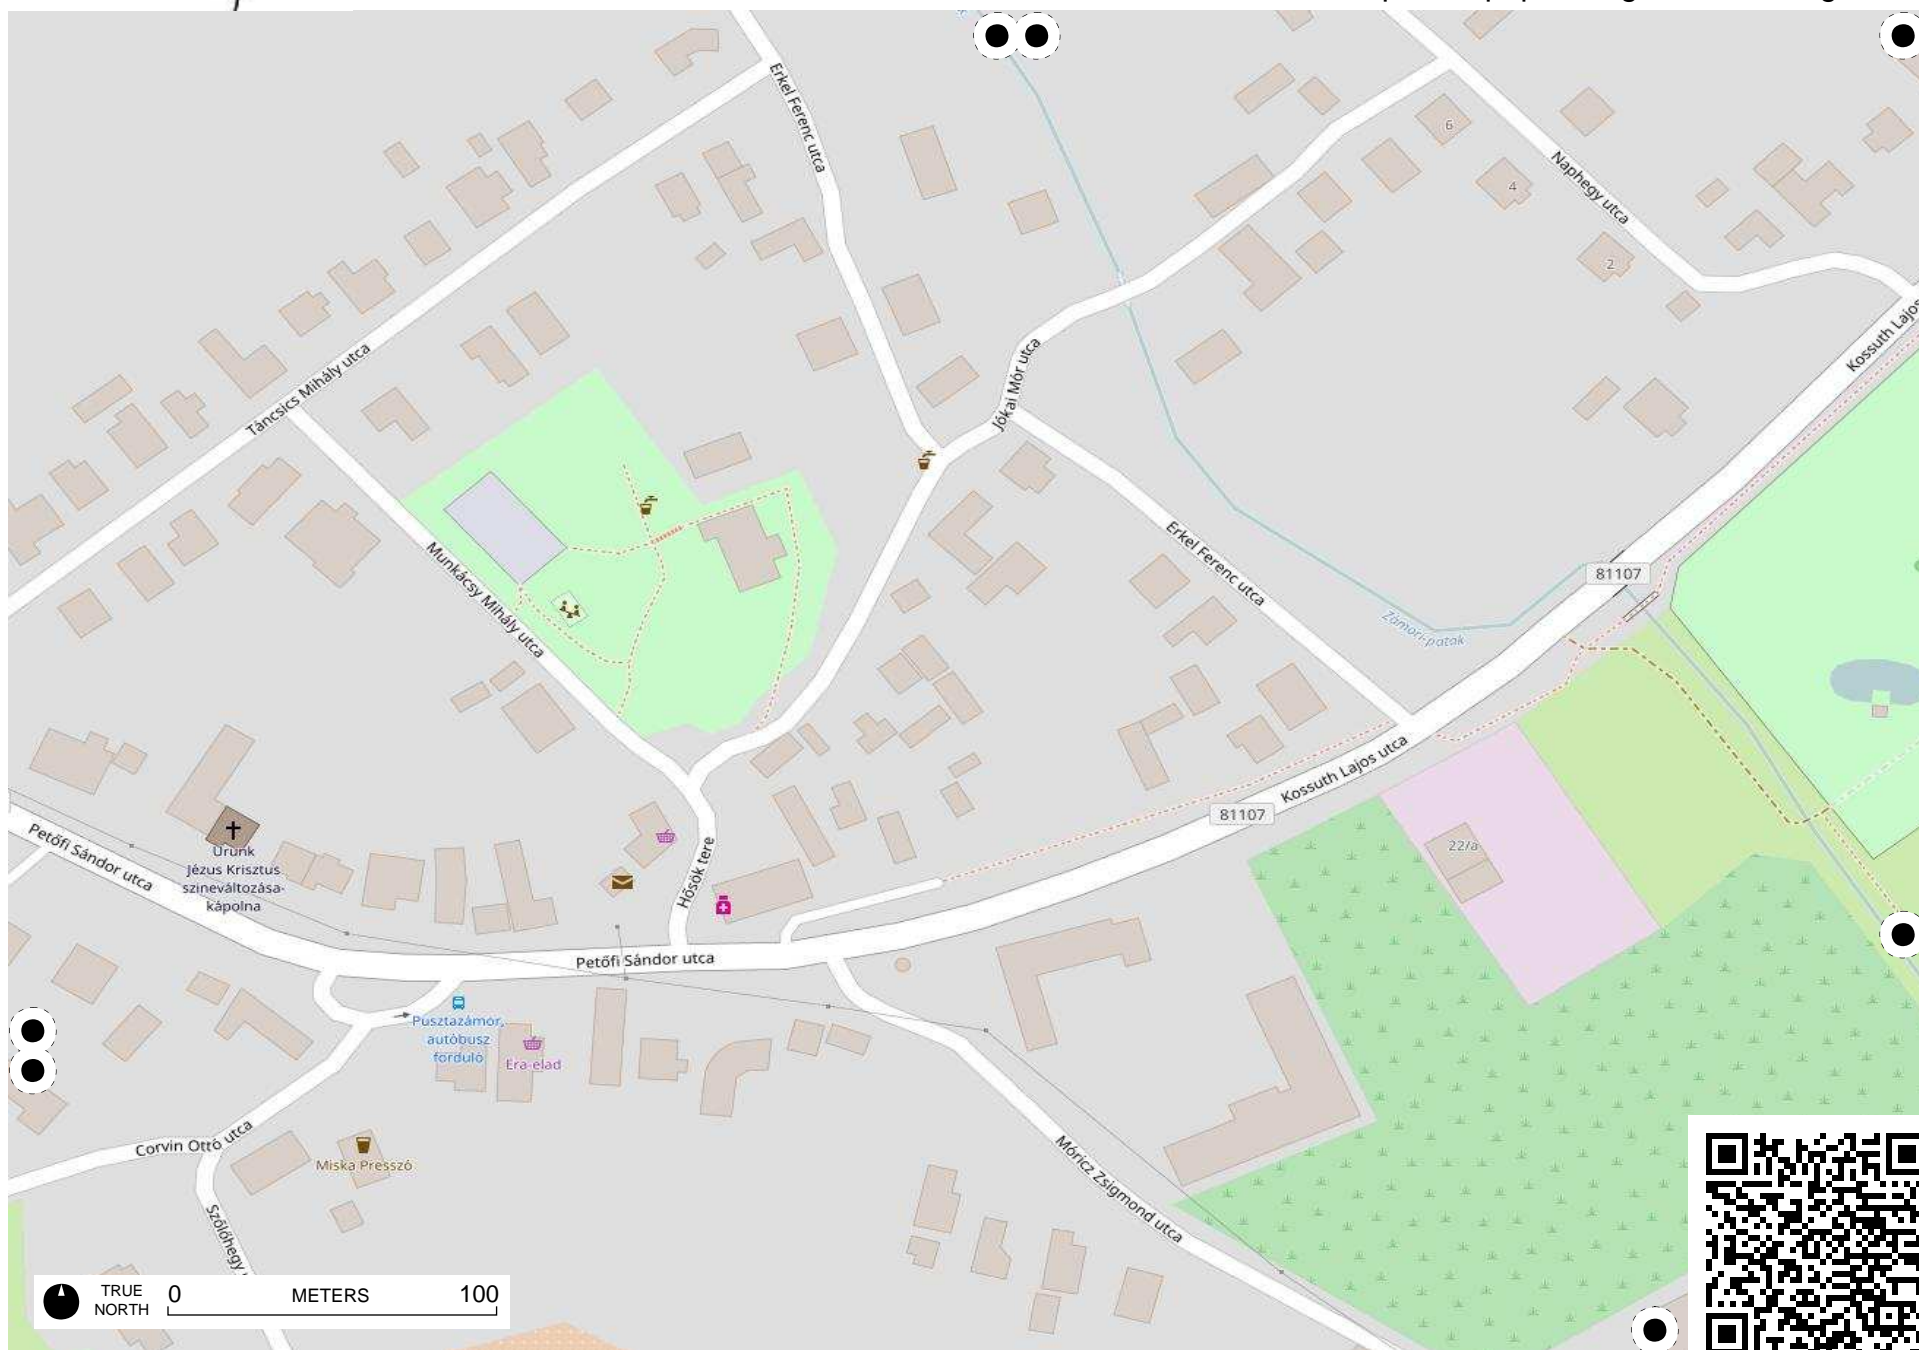 Erkel Ferenc utca
6
4
Naphegy utca
2
Kossuth Lajos
Táncsics Mihály utca
Jókai Mór utca
Munkácsy Mihály utca
Erkel Ferenc utca
81107
Zámori-patak
Kossuth Lajos utca
81107
22/a
Petőfi Sándor utca
Urunk
Jézus Krisztus
színeváltozása-
kápolna
Hősök tere
Petőfi Sándor utca
Pusztazámor,
autóbusz
forduló
Era-elad
Corvin Ottó utca
Miska Presszó
Móricz Zsigmond utca
Szőlőhegy
TRUE
NORTH
0 METERS 100